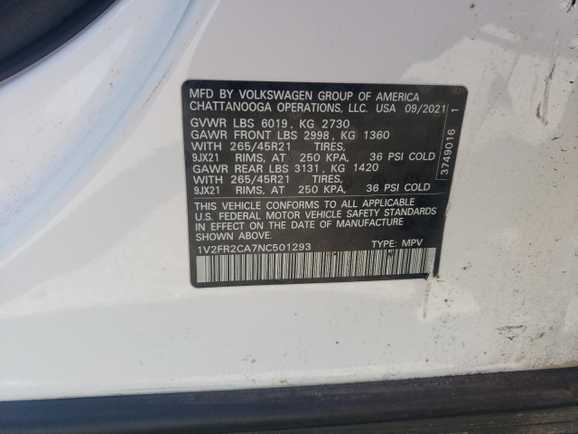 MFD BY VOLKSWAGEN GROUP OF AMERICA
CHATTANOOGA OPERATIONS, LLC. USA 09/2021
GVWR LBS 6019, KG 2730
GAWR FRONT LBS 2998, KG 1360
WITH 265/45R21 TIRES,
9JX21 RIMS, AT 250 KPA, 36 PSI COLD
GAWR REAR LBS 3131, KG 1420
WITH 265/45R21 TIRES,
9JX21 RIMS, AT 250 KPA, 36 PSI COLD
THIS VEHICLE CONFORMS TO ALL APPLICABLE
U.S. FEDERAL MOTOR VEHICLE SAFETY STANDARDS
IN EFFECT ON THE DATE OF MANUFACTURE
SHOWN ABOVE.
1V2FR2CA7NC501293 TYPE: MPV
3749016 1